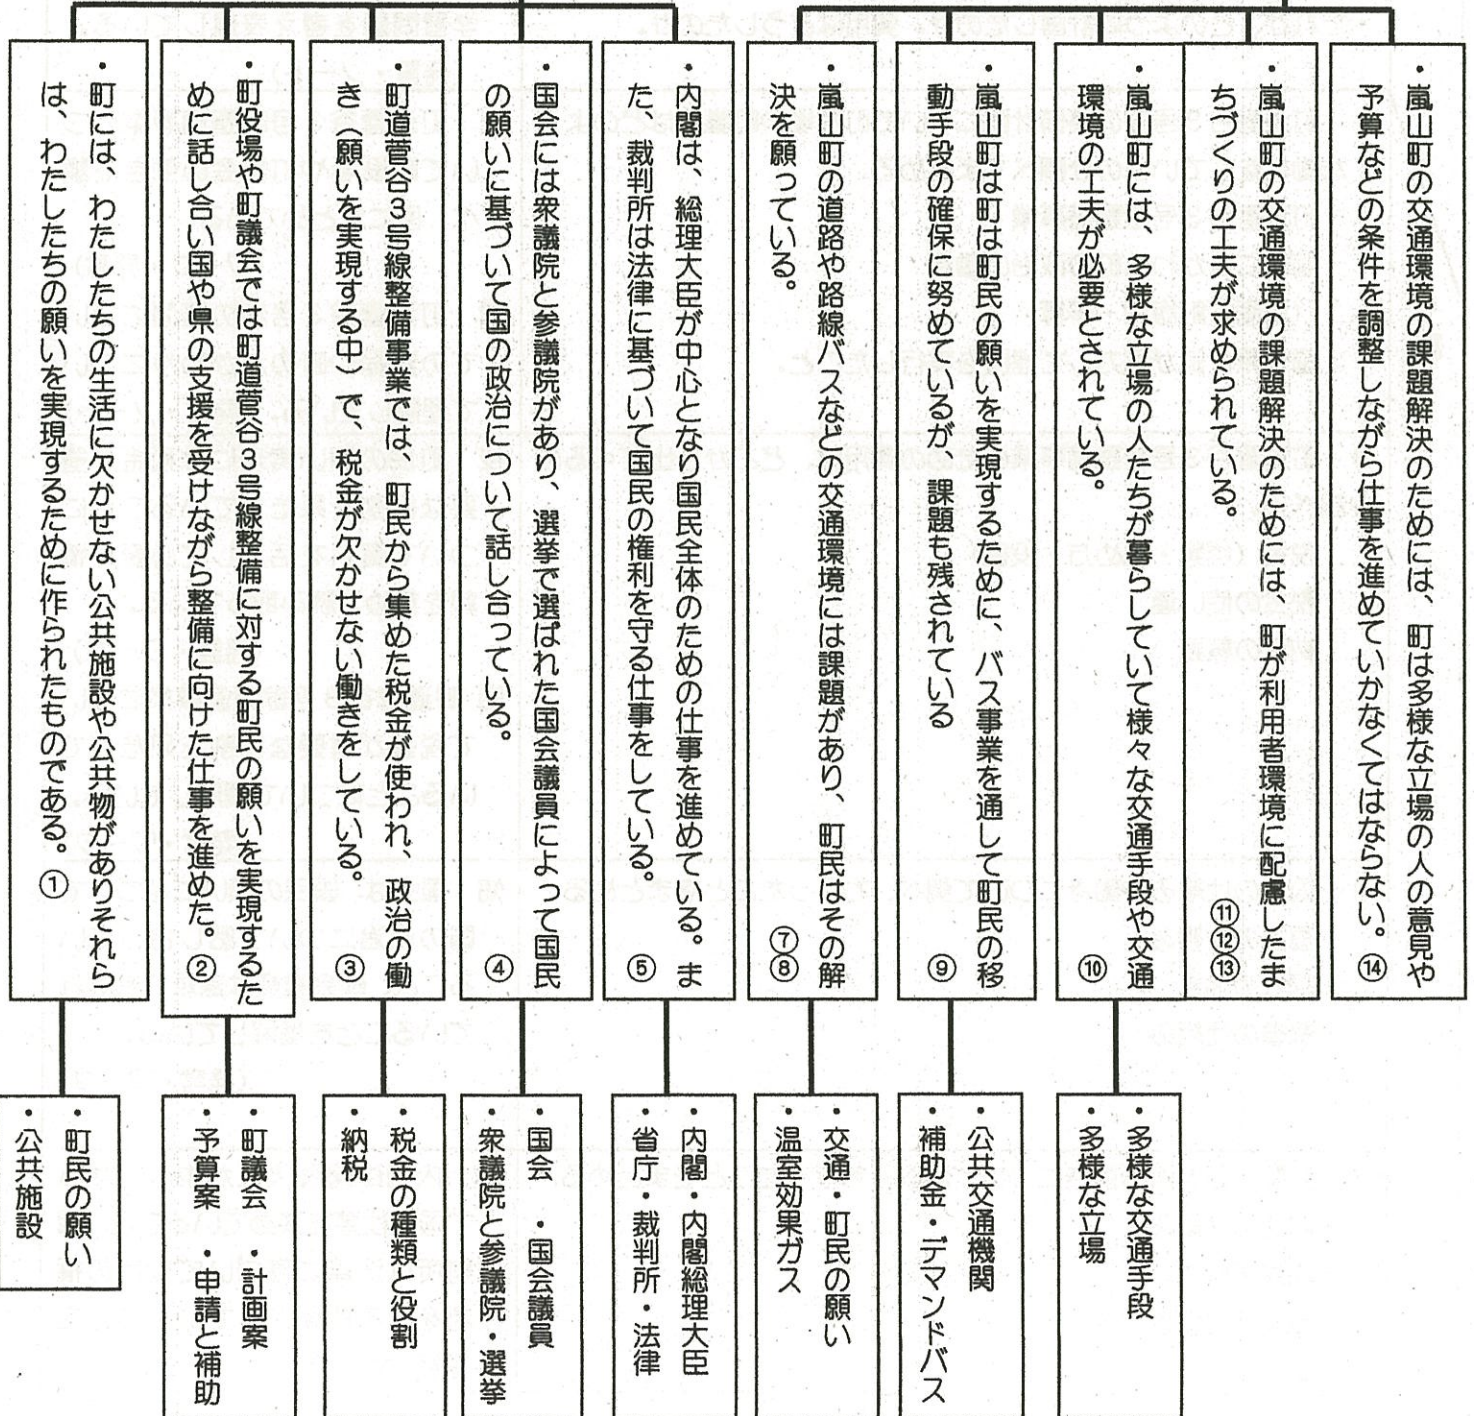 ・嵐山町の交通環境の課題解決のためには、町は多様な立場の人の意見や
予算などの条件を調整しながら仕事を進めていかなくてはならない。⑭
・嵐山町の交通環境の課題解決のためには、町が利用者環境に配慮したま
ちづくりの工夫が求められている。⑪⑫⑬
・嵐山町には、多様な立場の人たちが暮らしていて様々な交通手段や交通
環境の工夫が必要とされている。⑩
・嵐山町は町は町民の願いを実現するために、バス事業を通して町民の移
動手段の確保に努めているが、課題も残されている⑨
・嵐山町の道路や路線バスなどの交通環境には課題があり、町民はその解
決を願っている。⑦⑧
・内閣は、総理大臣が中心となり国民全体のための仕事を進めている。ま
た、裁判所は法律に基づいて国民の権利を守る仕事をしている。⑤
・国会には衆議院と参議院があり、選挙で選ばれた国会議員によって国民
の願いに基づいて国の政治について話し合っている。④
・町道菅谷3号線整備事業では、町民から集めた税金が使われ、政治の働
き(願いを実現する中)で、税金が欠かせない働きをしている。③
・町役場や町議会では町道菅谷3号線整備に対する町民の願いを実現するた
めに話し合い国や県の支援を受けながら整備に向けた仕事を進めた。②
・町には、わたしたちの生活に欠かせない公共施設や公共物がありそれら
は、わたしたちの願いを実現するために作られたものである。①
・多様な交通手段
・多様な立場
・公共交通機関
・補助金・デマンドバス
・交通・町民の願い
・温室効果ガス
・内閣・内閣総理大臣
・省庁・裁判所・法律
・国会 ・国会議員
・衆議院と参議院・選挙
・税金の種類と役割
・納税
・町議会 ・計画案
・予算案 ・申請と補助
・町民の願い
・公共施設